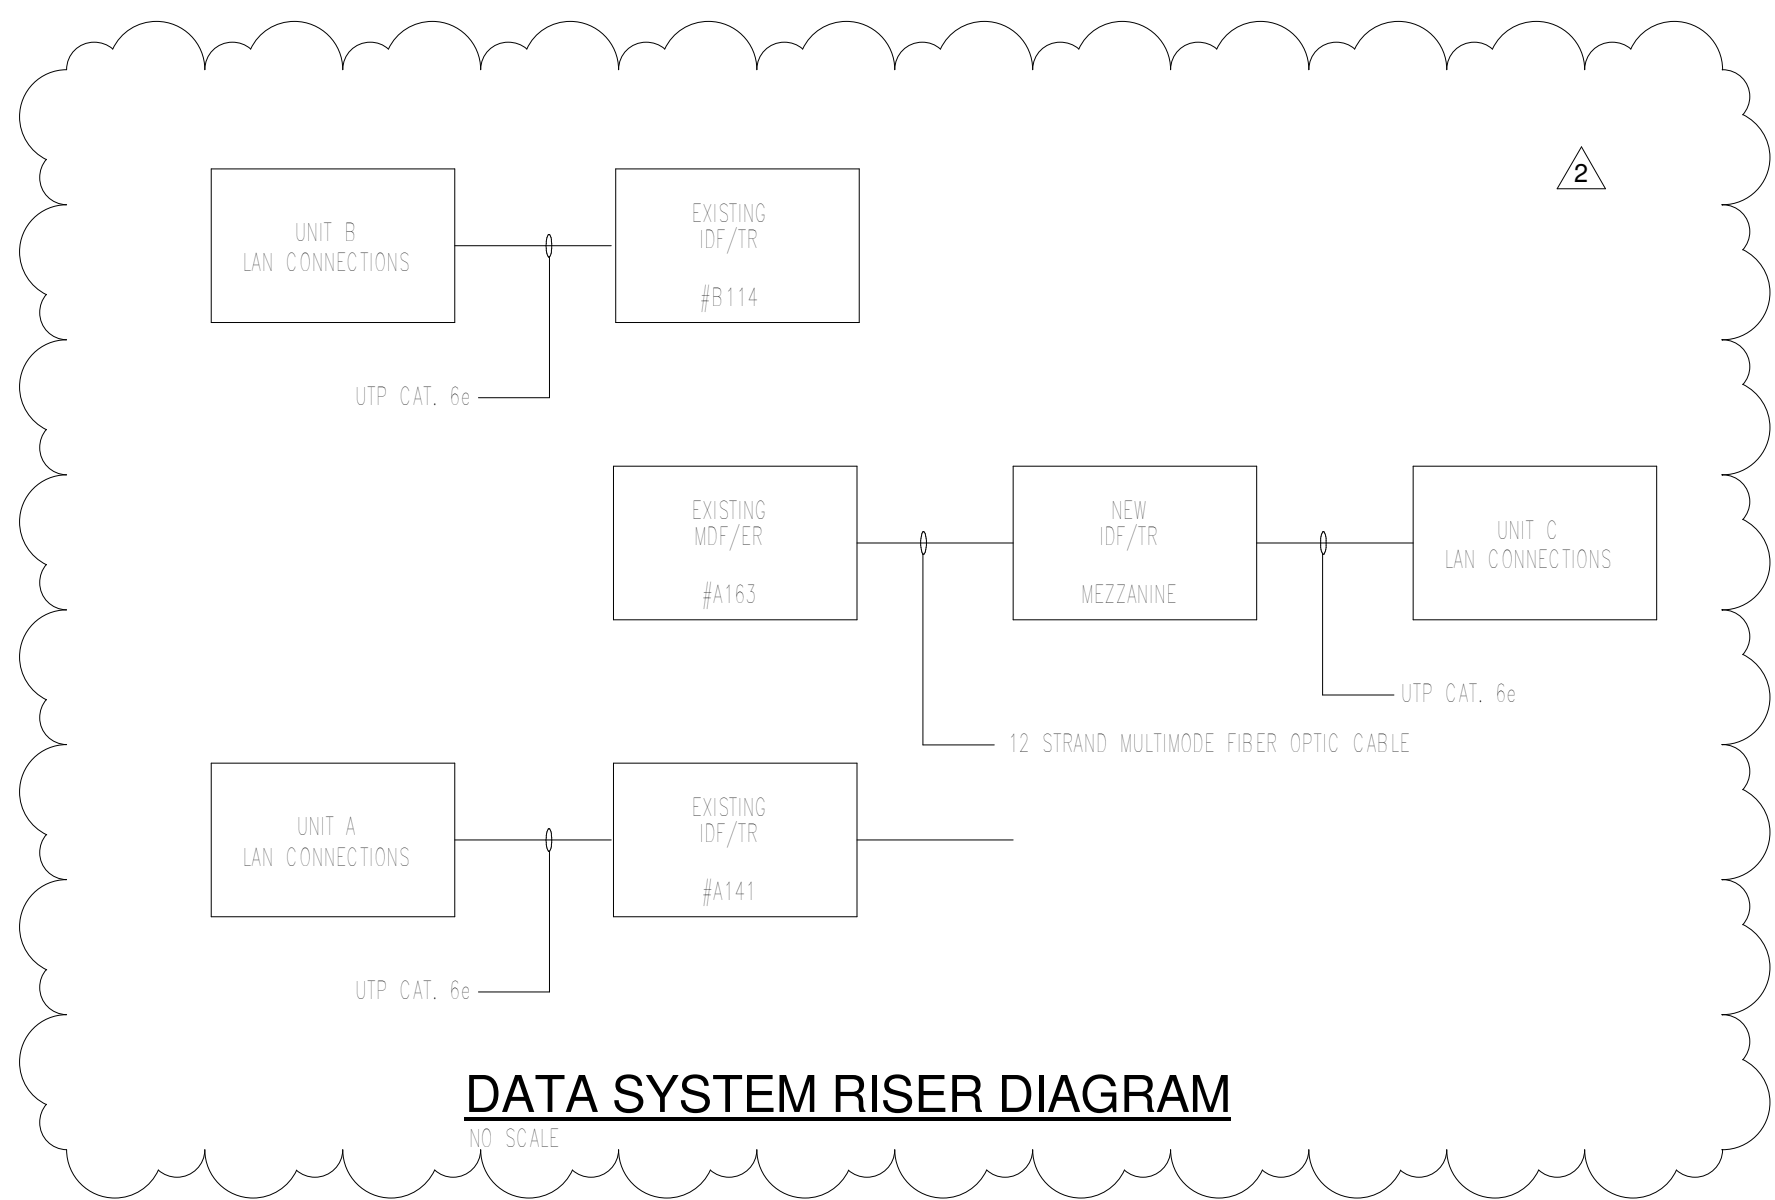 2
UNIT B
LAN CONNECTIONS
EXISTING
IDF/TR
#B114
UTP CAT. 6e
EXISTING
MDF/ER
#A163
NEW
IDF/TR
MEZZANINE
UNIT C
LAN CONNECTIONS
UTP CAT. 6e
12 STRAND MULTIMODE FIBER OPTIC CABLE
UNIT A
LAN CONNECTIONS
EXISTING
IDF/TR
#A141
UTP CAT. 6e
DATA SYSTEM RISER DIAGRAM
NO SCALE